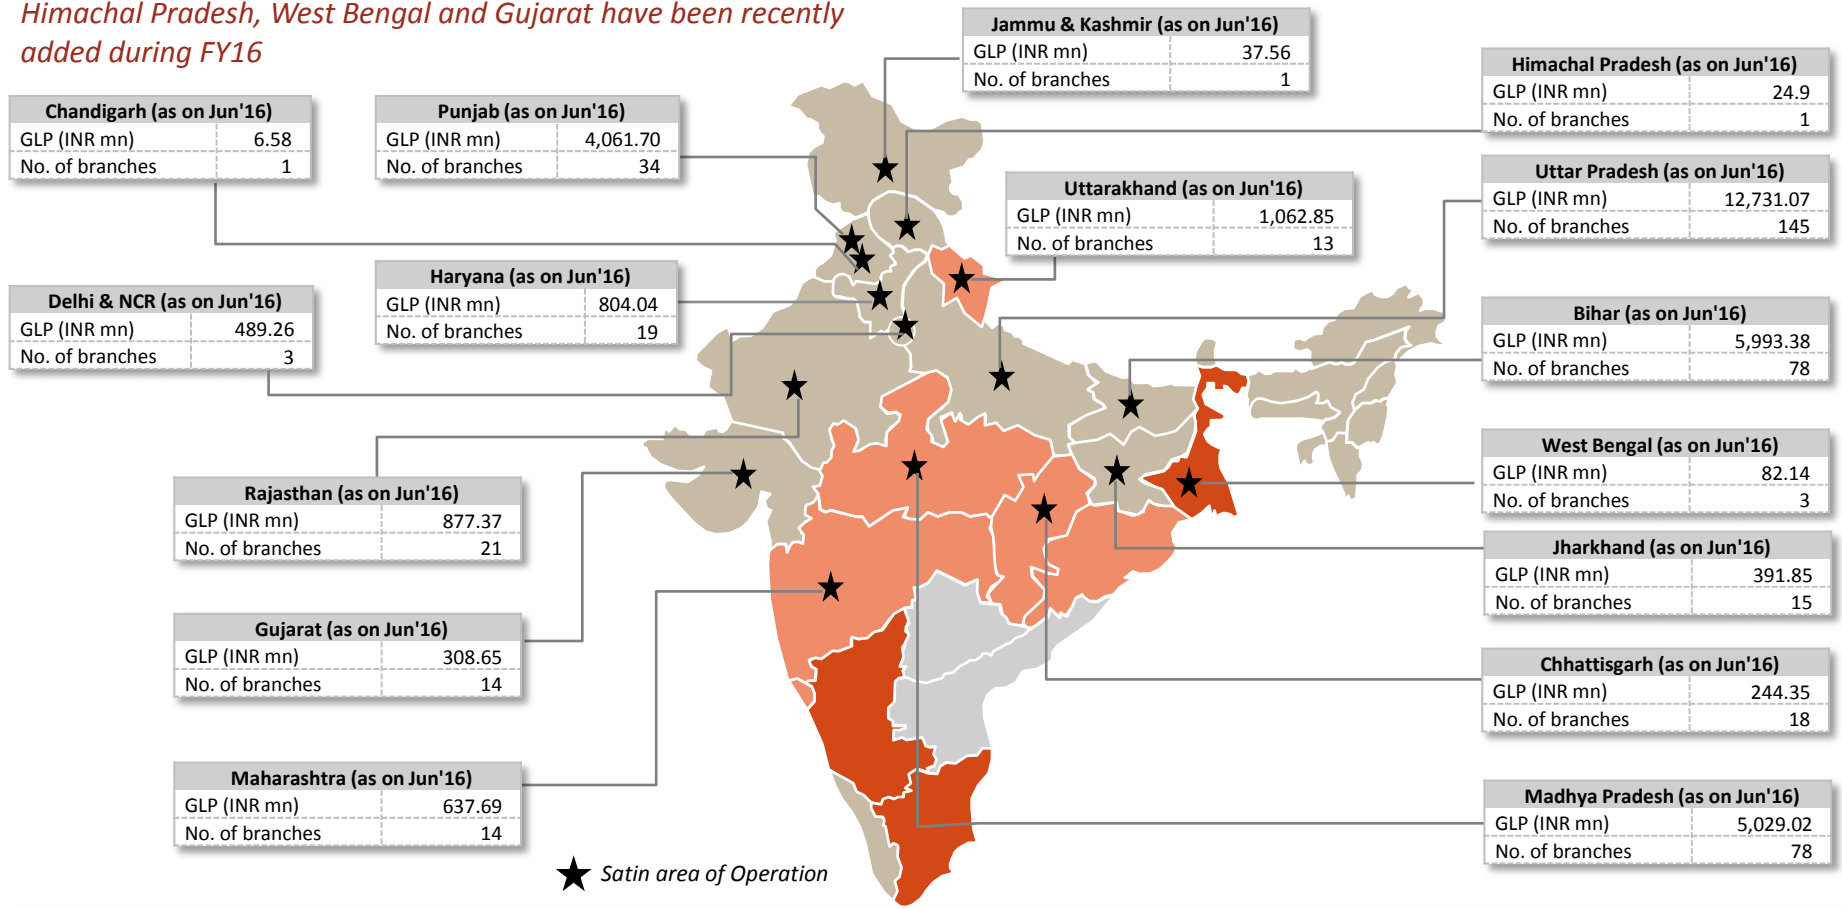 Himachal Pradesh, West Bengal and Gujarat have been recently
added during FY16
Jammu & Kashmir (as on Jun'16)
GLP (INR mn) 37.56
No. of branches 1
Himachal Pradesh (as on Jun'16)
GLP (INR mn) 24.9
No. of branches 1
Chandigarh (as on Jun'16)
GLP (INR mn) 6.58
No. of branches 1
Punjab (as on Jun'16)
GLP (INR mn) 4,061.70
No. of branches 34
Uttar Pradesh (as on Jun'16)
GLP (INR mn) 12,731.07
No. of branches 145
Uttarakhand (as on Jun'16)
GLP (INR mn) 1,062.85
No. of branches 13
Haryana (as on Jun'16)
GLP (INR mn) 804.04
No. of branches 19
Delhi & NCR (as on Jun'16)
GLP (INR mn) 489.26
No. of branches 3
Bihar (as on Jun'16)
GLP (INR mn) 5,993.38
No. of branches 78
West Bengal (as on Jun'16)
GLP (INR mn) 82.14
No. of branches 3
Rajasthan (as on Jun'16)
GLP (INR mn) 877.37
No. of branches 21
Jharkhand (as on Jun'16)
GLP (INR mn) 391.85
No. of branches 15
Gujarat (as on Jun'16)
GLP (INR mn) 308.65
No. of branches 14
Chhattisgarh (as on Jun'16)
GLP (INR mn) 244.35
No. of branches 18
Maharashtra (as on Jun'16)
GLP (INR mn) 637.69
No. of branches 14
Madhya Pradesh (as on Jun'16)
GLP (INR mn) 5,029.02
No. of branches 78
Satin area of Operation